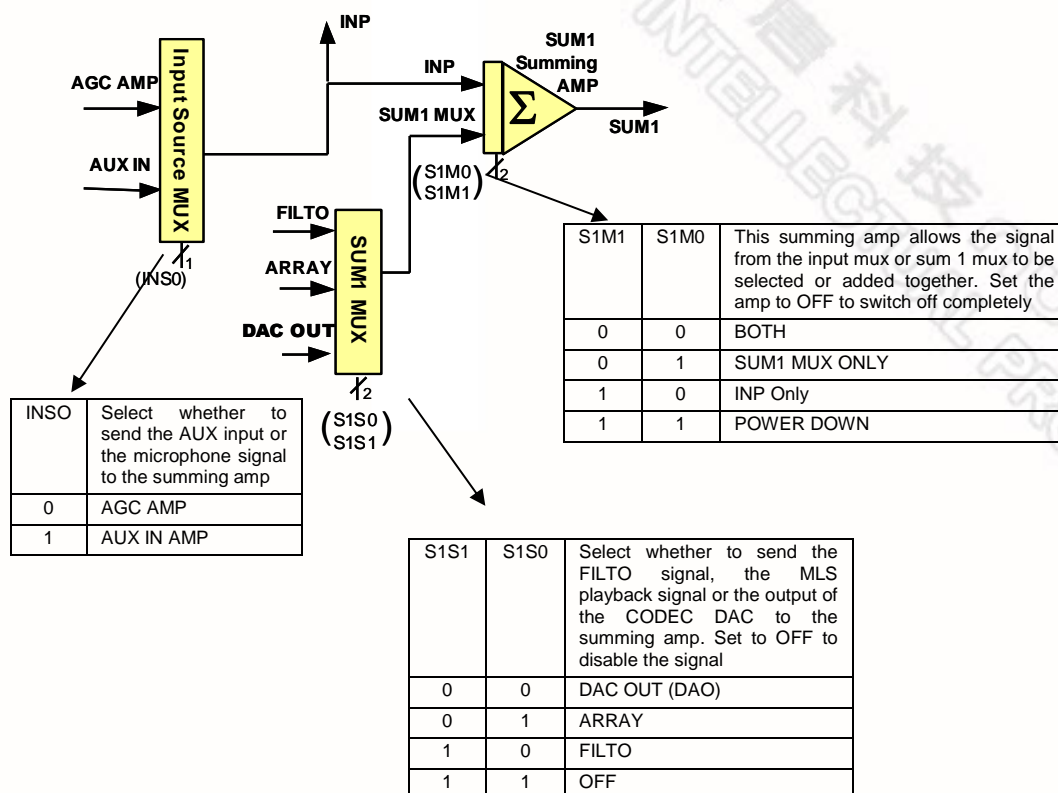 INP
SUM1
Summing
AMP
Input Source MUX
AGC AMP
AUX IN
INP
SUM1 MUX
Σ
SUM1
(S1M0
S1M1)
2
1
(INS0)
FILTO
ARRAY
DAC OUT
SUM1 MUX
2
(S1S0
S1S1)
S1M1 S1M0 This summing amp allows the signal
from the input mux or sum 1 mux to be
selected or added together. Set the
amp to OFF to switch off completely
0 0 BOTH
0 1 SUM1 MUX ONLY
1 0 INP Only
1 1 POWER DOWN
INSO Select whether to
send the AUX input or
the microphone signal
to the summing amp
0 AGC AMP
1 AUX IN AMP
S1S1 S1S0 Select whether to send the
FILTO signal, the MLS
playback signal or the output of
the CODEC DAC to the
summing amp. Set to OFF to
disable the signal
0 0 DAC OUT (DAO)
0 1 ARRAY
1 0 FILTO
1 1 OFF